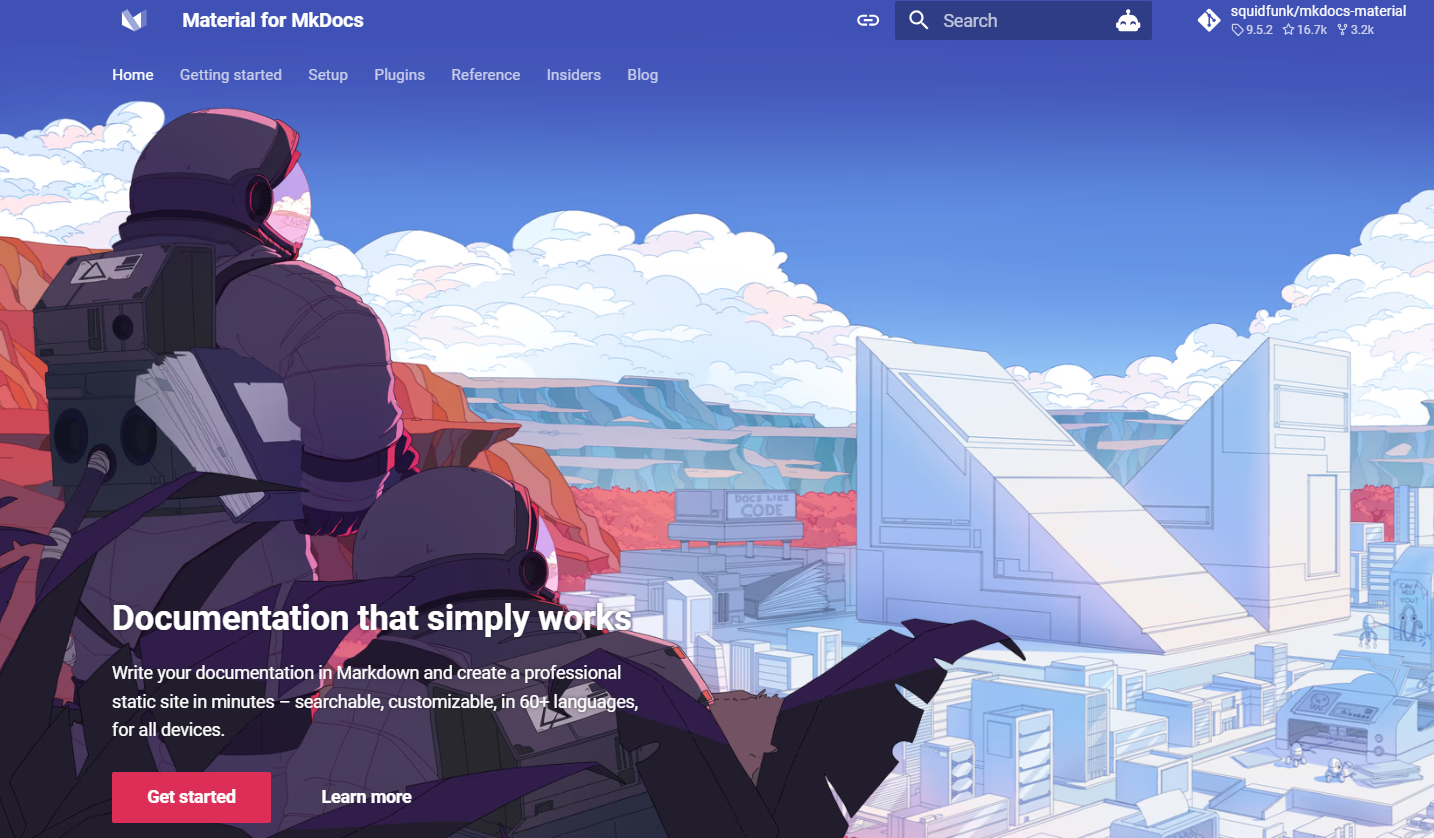 Material for MkDocs
Search
squidfunk/mkdocs-material
9.5.2 16.7k 3.2k
Home Getting started Setup Plugins Reference Insiders Blog
DOCS LIKE
CODE
CAN I
HELP
YOU?
Documentation that simply works
Write your documentation in Markdown and create a professional
static site in minutes – searchable, customizable, in 60+ languages,
for all devices.
Get started Learn more